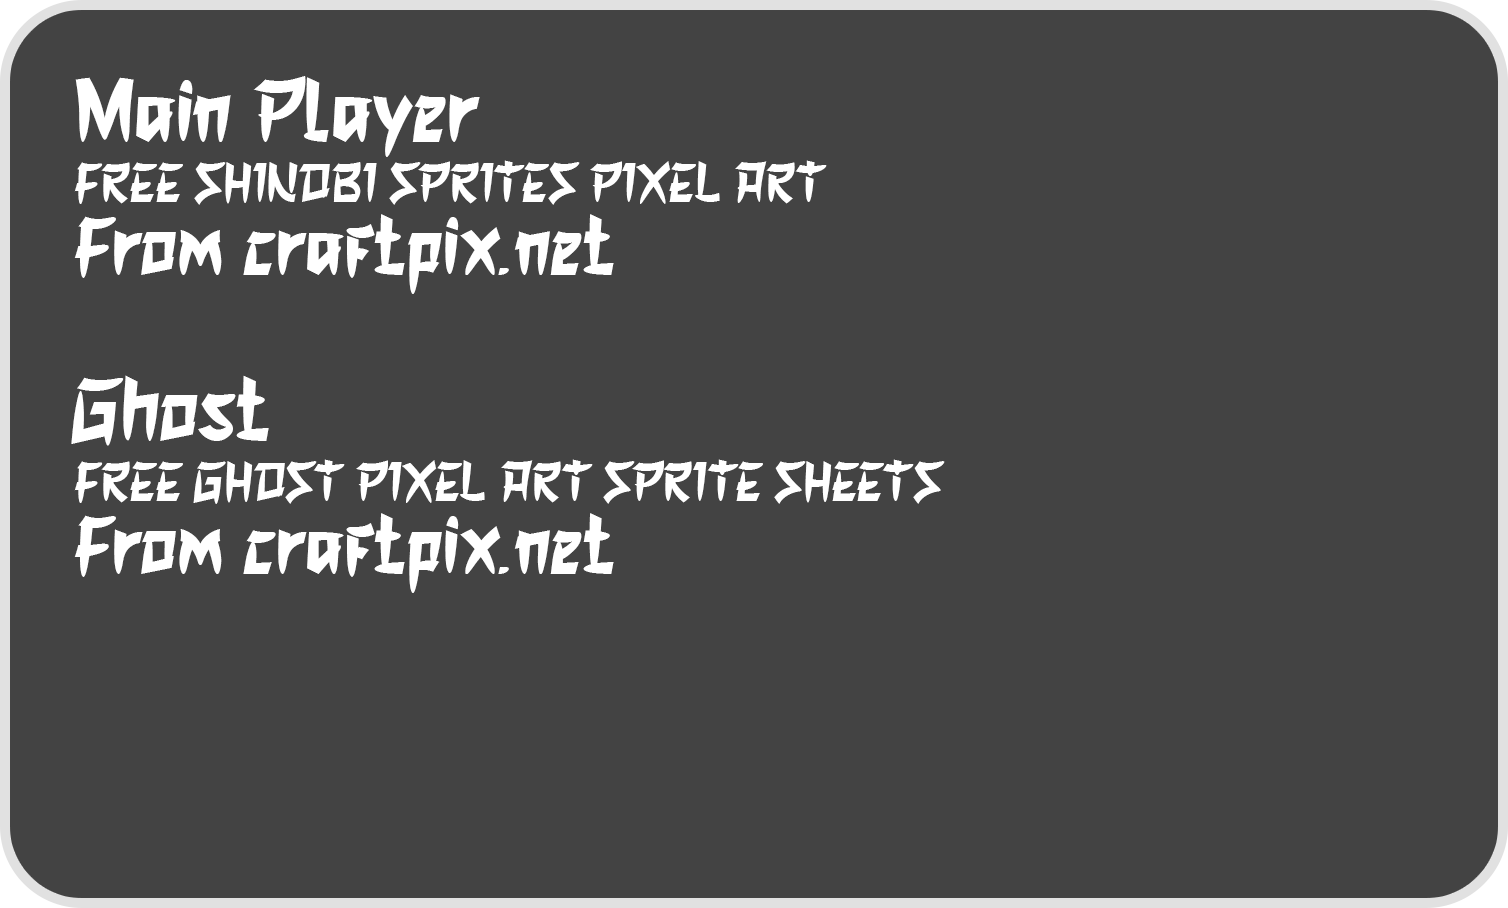 Main Player
FREE SHINOBI SPRITES PIXEL ART
From craftpix.net
Ghost
FREE GHOST PIXEL ART SPRITE SHEETS
From craftpix.net